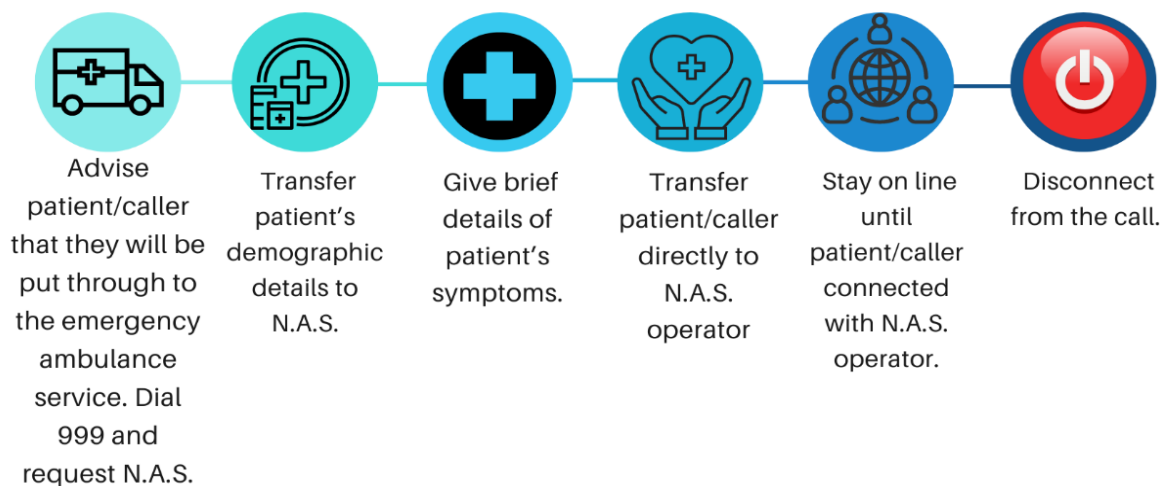 Advise
patient/caller
that they will be
put through to
the emergency
ambulance
service. Dial
999 and
request N.A.S.
Transfer
patient's
demographic
details to
N.A.S.
Give brief
details of
patient's
symptoms.
Transfer
patient/caller
directly to
N.A.S.
operator
Stay on line
until
patient/caller
connected
with N.A.S.
operator.
Disconnect
from the call.